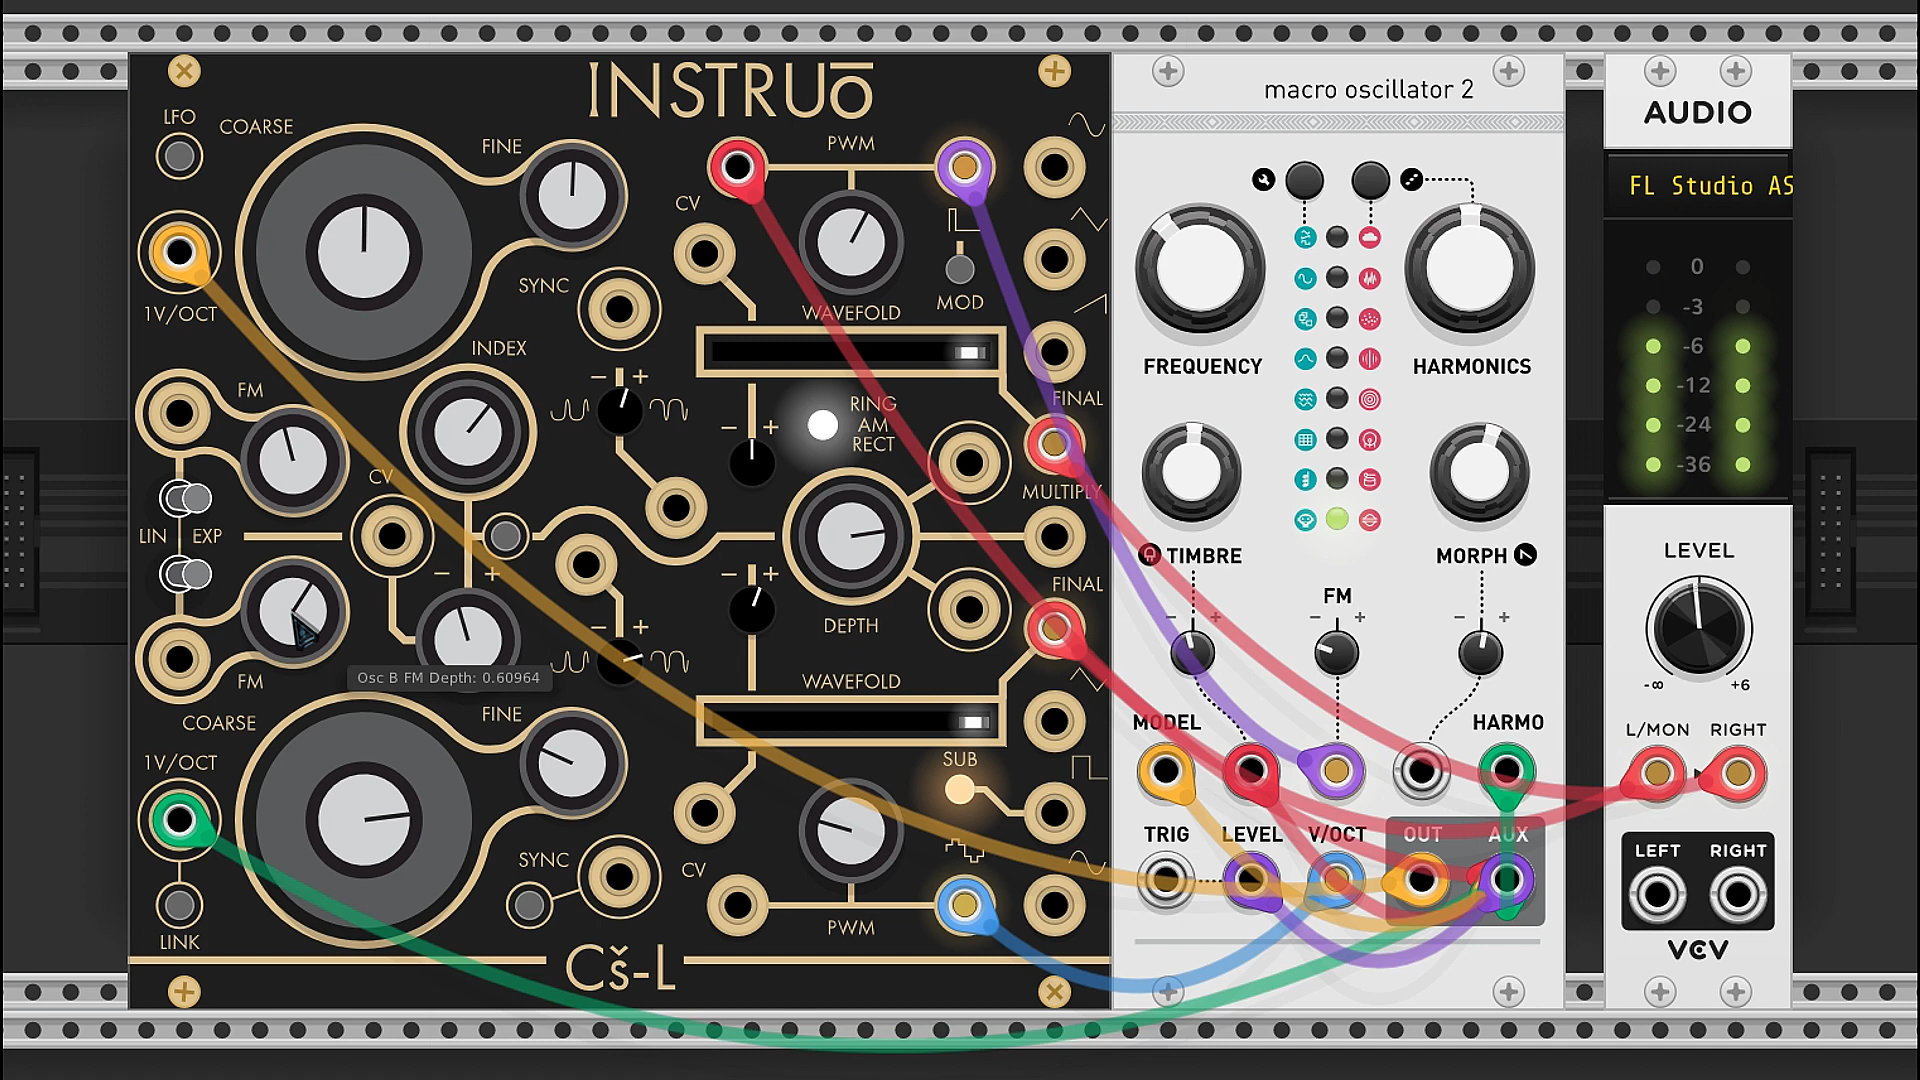 INSTRUō
LFO
COARSE
FINE
1V/OCT
SYNC
INDEX
FM
LIN
EXP
CV
- +
- +
FM
COARSE
FINE
1V/OCT
SYNC
LINK
Osc B FM Depth: 0.60964
- +
PWM
CV
MOD
WAVEFOLD
FINAL
- +
RING
AM
RECT
MULTIPLY
- +
DEPTH
FINAL
WAVEFOLD
SUB
CV
PWM
Cš-L
macro oscillator 2
FREQUENCY
HARMONICS
TIMBRE
MORPH
FM
- +
- +
- +
MODEL
HARMO
TRIG
LEVEL
V/OCT
OUT
AUX
AUDIO
FL Studio AS
0
-3
-6
-12
-24
-36
LEVEL
-∞
+6
L/MON
RIGHT
LEFT
RIGHT
VCV